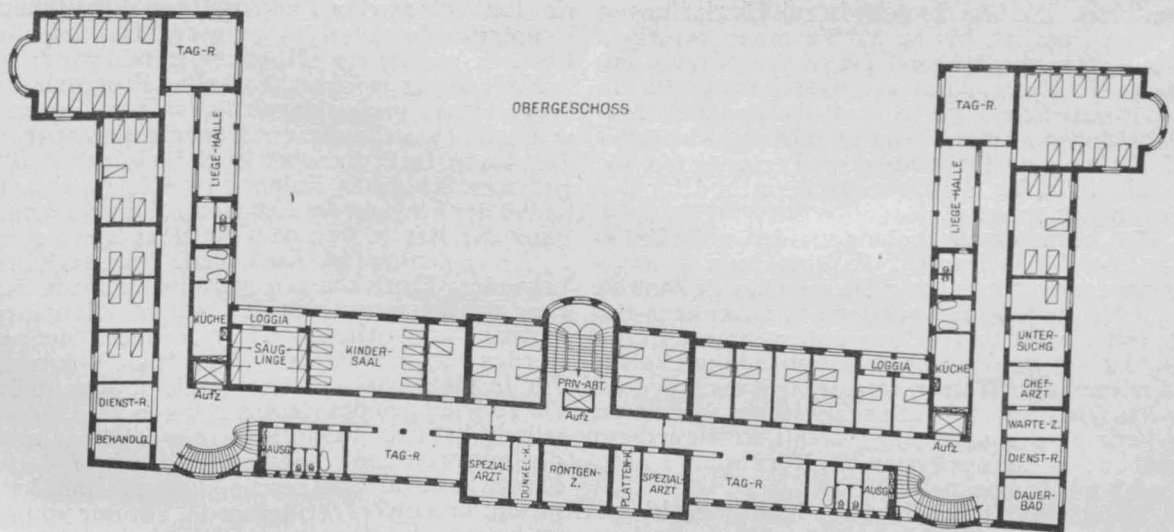 TAG-R.
OBERGESCHOSS
TAG-R.
LIEGE-HALLE
LIEGE-HALLE
KÜCHE
LOGGIA
SÄUG-
LINGE
KINDER-
SAAL
PRIV-ABT.
Aufz
LOGGIA
KÜCHE
UNTER-
SUCHG.
CHEF-
ARZT
Aufz
DIENST-R.
WARTE-Z.
BEHANDLG.
AUSG.
TAG-R
Aufz
DIENST-R.
SPEZIAL
ARZT
DUNKEL-K.
RÖNTGEN-
Z.
PLATTEN-K
SPEZIAL-
ARZT
TAG-R
AUSG.
DAUER-
BAD